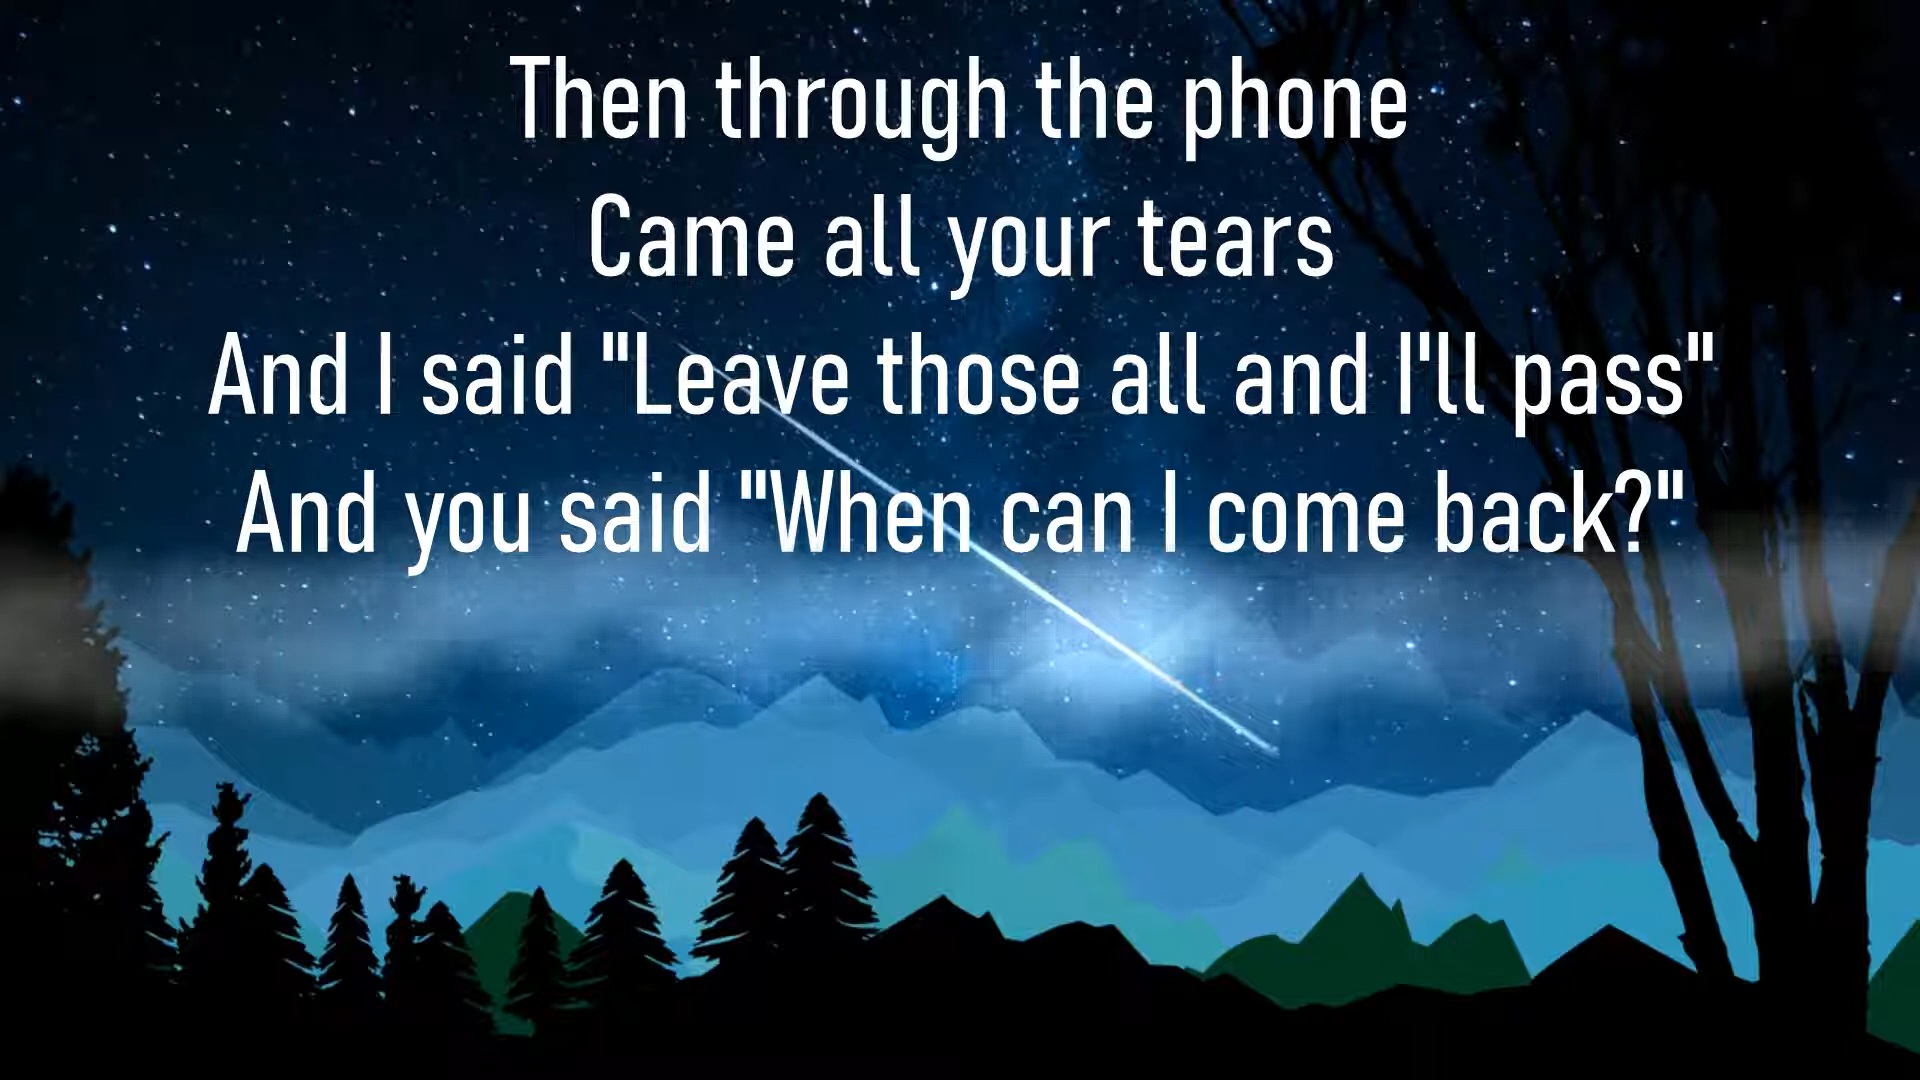 Then through the phone
Came all your tears
And I said "Leave those all and I'll pass"
And you said "When can I come back?"